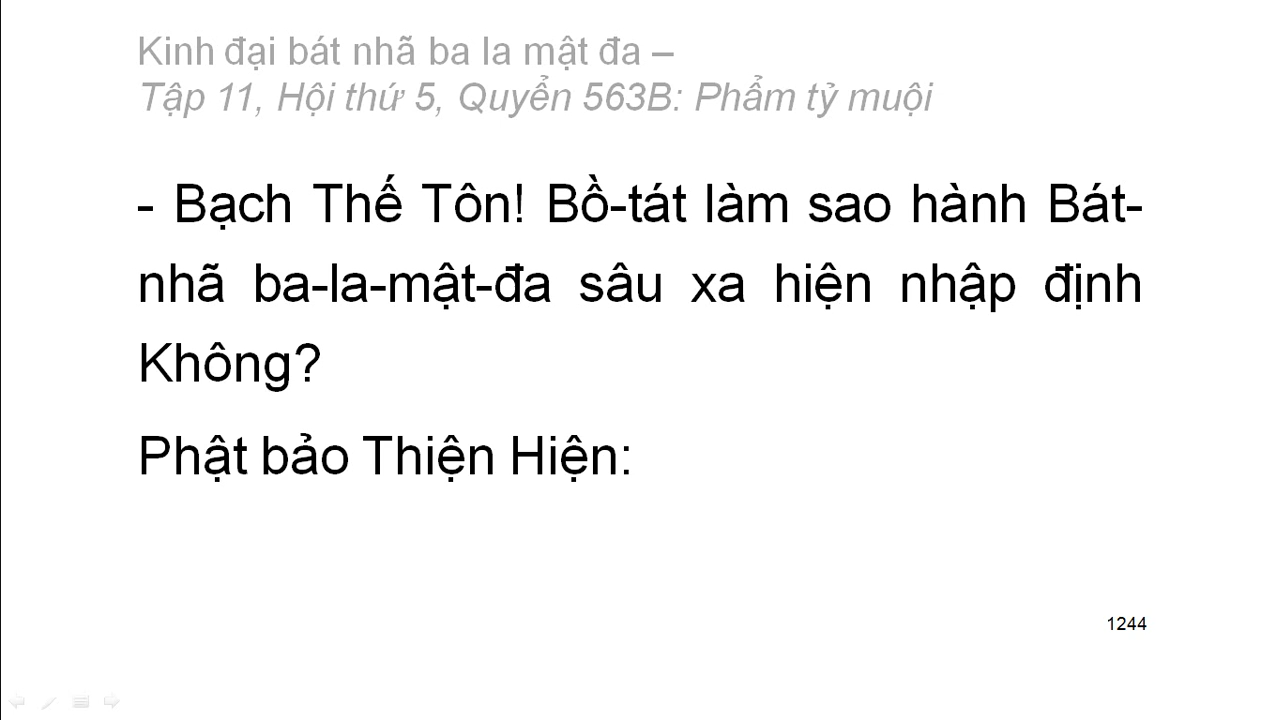 Kinh đại bát nhã ba la mật đa –
Tập 11, Hội thứ 5, Quyển 563B: Phẩm tỷ muội
- Bạch Thế Tôn! Bồ-tát làm sao hành Bát-
nhã ba-la-mật-đa sâu xa hiện nhập định
Không?
Phật bảo Thiện Hiện:
1244